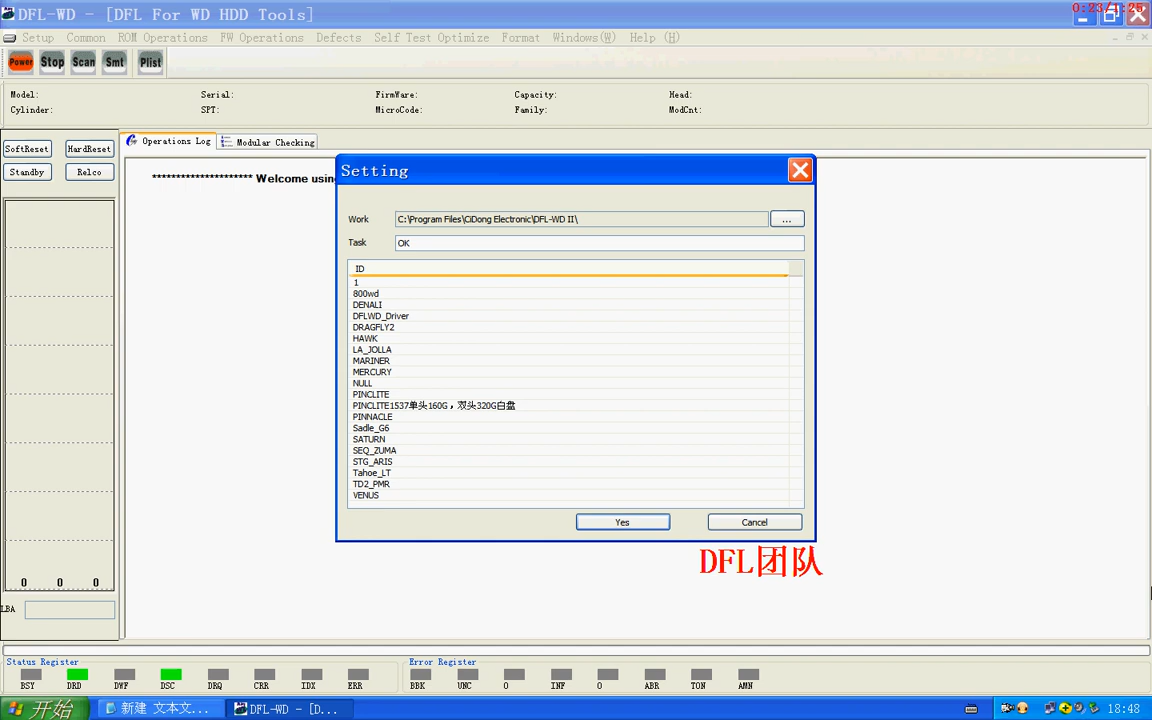 DFL-WD - [DFL For WD HDD Tools]
0:23/1:25
Setup Common ROM Operations FW Operations Defects Self Test Optimize Format Windows(W) Help (H)
Power Stop Scan Smt Plist
Model: Serial: FirmWare: Capacity: Head:
Cylinder: SPT: MicroCode: Family: ModCnt:
SoftReset HardReset
Standby Relco
Operations Log Modular Checking
********************* Welcome usin
Setting
Work C:\Program Files\CiDong Electronic\DFL-WD II\ ...
Task OK
ID
1
800wd
DENALI
DFLWD_Driver
DRAGFLY2
HAWK
LA_JOLLA
MARINER
MERCURY
NULL
PINCLITE
PINCLITE1537单头160G，双头320G白盘
PINNACLE
Sadle_G6
SATURN
SEQ_ZUMA
STG_ARIS
Tahoe_LT
TD2_PMR
VENUS
Yes Cancel
DFL团队
0 0 0
LBA
Status Register
BSY DRD DWF DSC DRQ CRR IDX ERR
Error Register
BBK UNC 0 INF 0 ABR TON AMN
开始 新建 文本文... DFL-WD - [D... 18:48